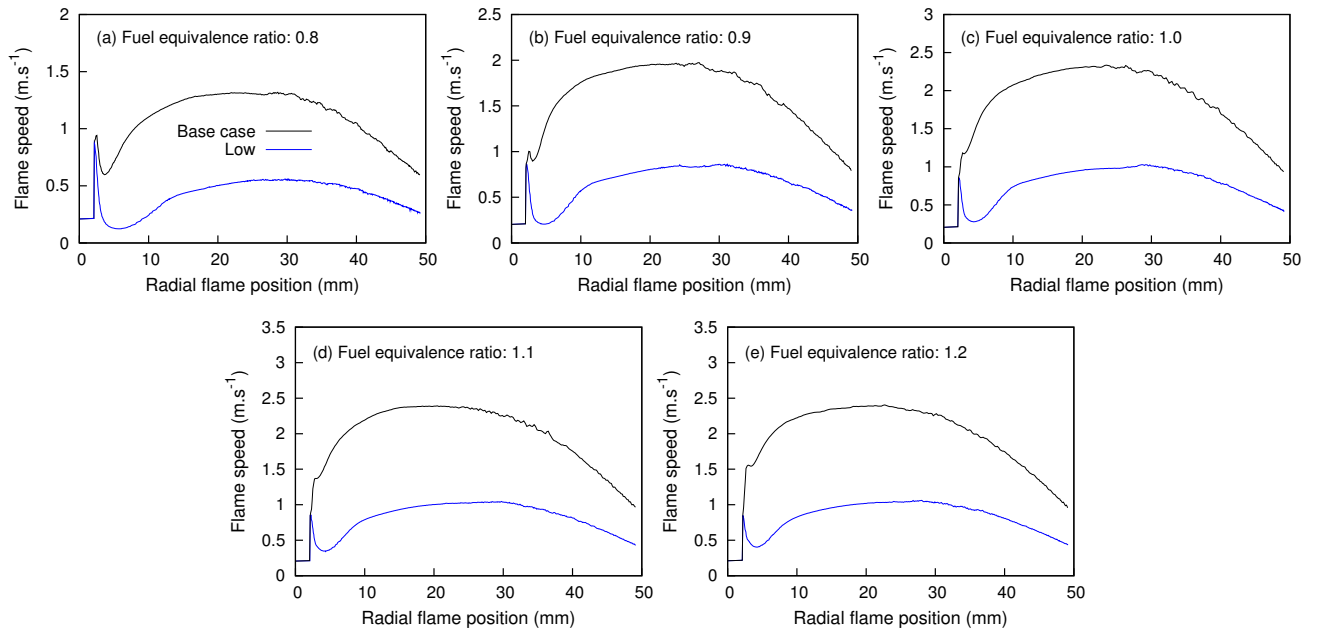 (a) Fuel equivalence ratio: 0.8
Flame speed (m.s-1)
2
1.5
1
0.5
0
Base case
Low
0 10 20 30 40 50
Radial flame position (mm)
(b) Fuel equivalence ratio: 0.9
Flame speed (m.s-1)
2.5
2
1.5
1
0.5
0
0 10 20 30 40 50
Radial flame position (mm)
(c) Fuel equivalence ratio: 1.0
Flame speed (m.s-1)
3
2.5
2
1.5
1
0.5
0
0 10 20 30 40 50
Radial flame position (mm)
(d) Fuel equivalence ratio: 1.1
Flame speed (m.s-1)
3.5
3
2.5
2
1.5
1
0.5
0
0 10 20 30 40 50
Radial flame position (mm)
(e) Fuel equivalence ratio: 1.2
Flame speed (m.s-1)
3.5
3
2.5
2
1.5
1
0.5
0
0 10 20 30 40 50
Radial flame position (mm)